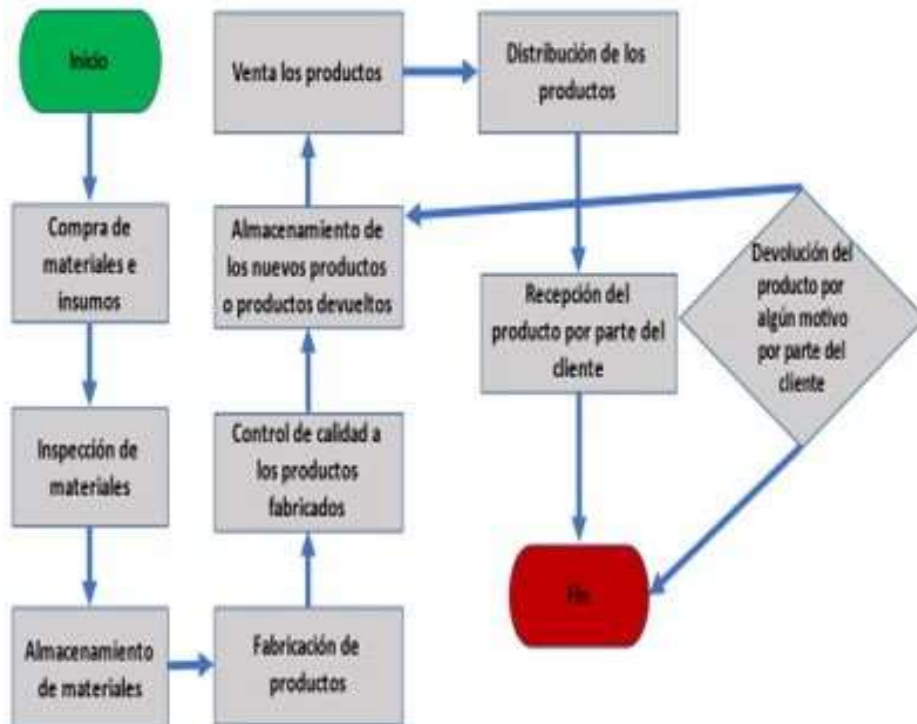 Inicio
Compra de
materiales e
insumos
Inspección de
materiales
Almacenamiento
de materiales
Fabricación de
productos
Control de calidad a
los productos
fabricados
Almacenamiento de
los nuevos productos
o productos devueltos
Venta los productos
Distribución de los
productos
Recepción del
producto por parte del
cliente
Devolución del
producto por
algún motivo
por parte del
cliente
Fin